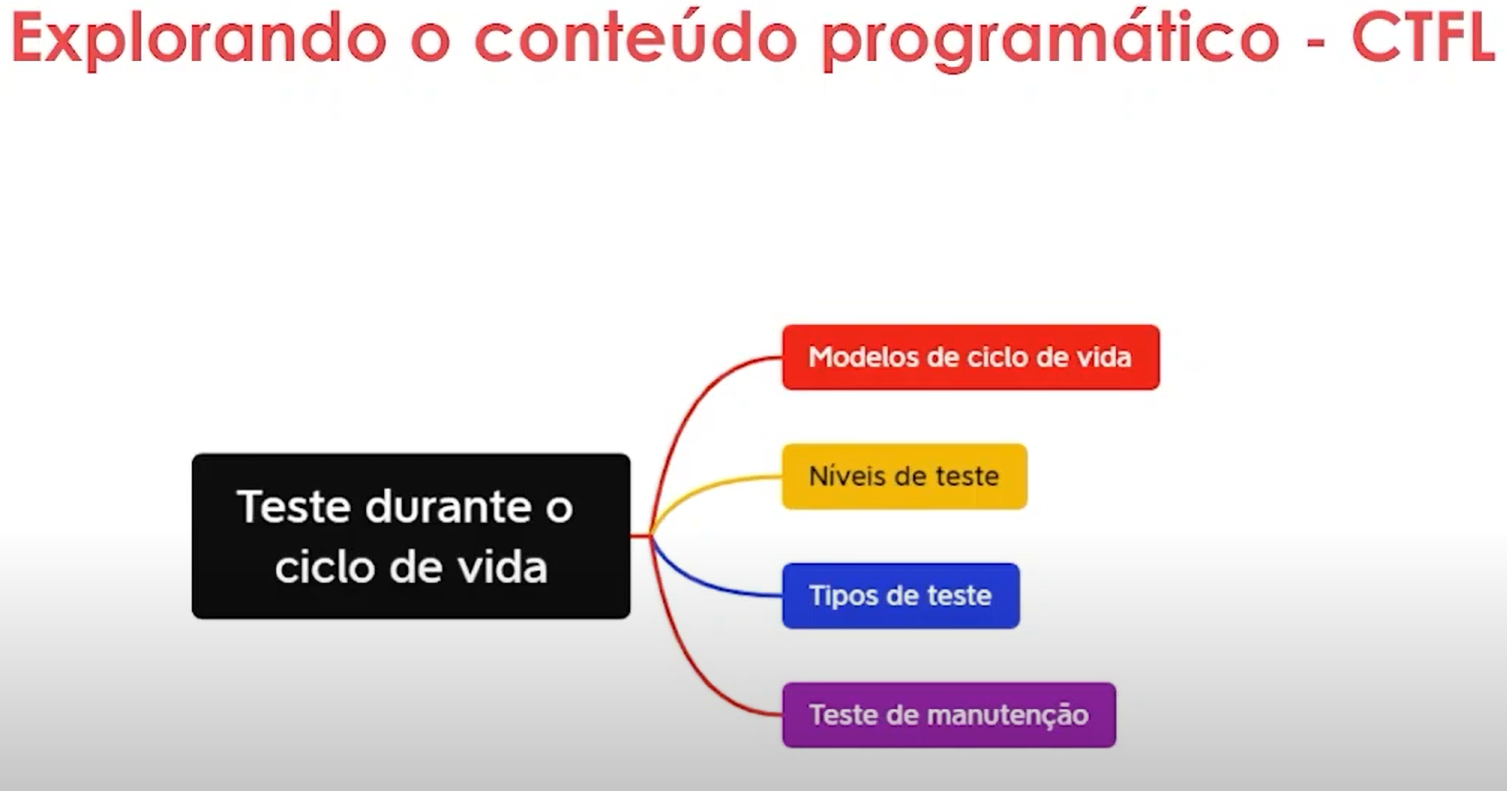 Explorando o conteúdo programático - CTFL
Teste durante o
ciclo de vida
Modelos de ciclo de vida
Níveis de teste
Tipos de teste
Teste de manutenção